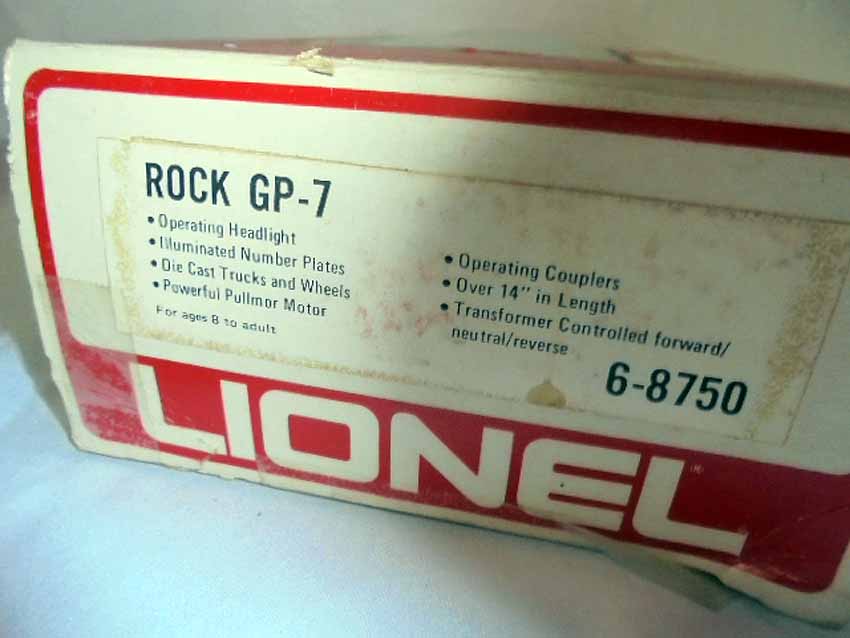 ROCK GP-7
• Operating Headlight
• Illuminated Number Plates
• Die Cast Trucks and Wheels
• Powerful Pullmor Motor
For ages 8 to adult
• Operating Couplers
• Over 14" in Length
• Transformer Controlled forward/
neutral/reverse
6-8750
LIONEL®